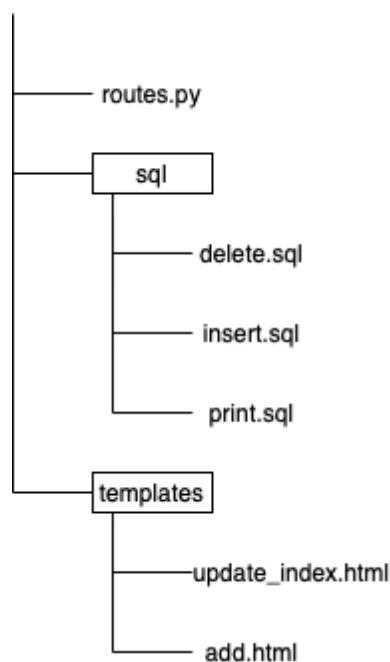 routes.py
sql
delete.sql
insert.sql
print.sql
templates
update_index.html
add.html